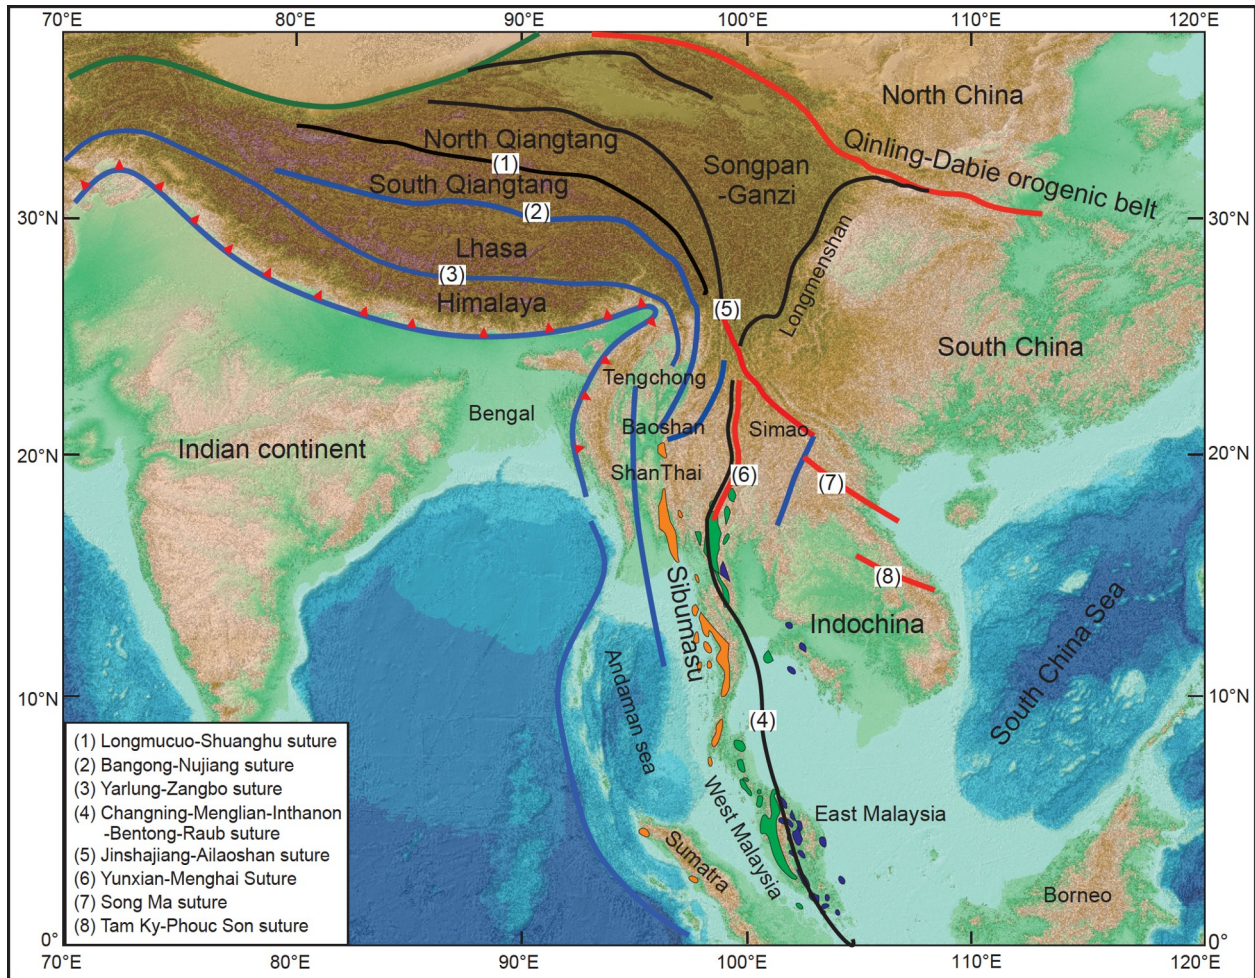 70°E
80°E
90°E
100°E
110°E
120°E
North China
North Qiangtang
(1)
Songpan
-Ganzi
Qinling-Dabie orogenic belt
South Qiangtang
(2)
30°N
30°N
Lhasa
(3)
Himalaya
Longmenshan
(5)
South China
Tengchong
Bengal
Baoshan
Simao
Indian continent
ShanThai
20°N
20°N
(6)
(7)
Sibumasu
(8)
Indochina
South China Sea
Andaman sea
10°N
10°N
(4)
West Malaysia
East Malaysia
Sumatra
Borneo
(1) Longmucuo-Shuanghu suture
(2) Bangong-Nujiang suture
(3) Yarlung-Zangbo suture
(4) Changning-Menglian-Inthanon
-Bentong-Raub suture
(5) Jinshajiang-Ailaoshan suture
(6) Yunxian-Menghai Suture
(7) Song Ma suture
(8) Tam Ky-Phouc Son suture
0°
0°
70°E
80°E
90°E
100°E
110°E
120°E